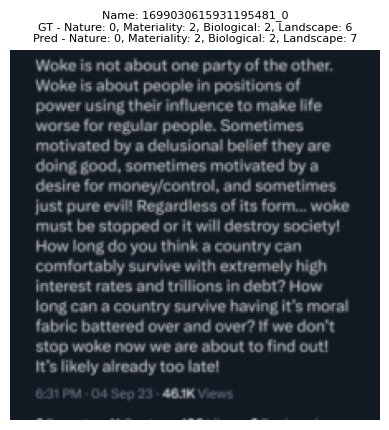 Name: 1699030615931195481_0
GT - Nature: 0, Materiality: 2, Biological: 2, Landscape: 6
Pred - Nature: 0, Materiality: 2, Biological: 2, Landscape: 7
Woke is not about one party of the other.
Woke is about people in positions of
power using their influence to make life
worse for regular people. Sometimes
motivated by a delusional belief they are
doing good, sometimes motivated by a
desire for money/control, and sometimes
just pure evil! Regardless of its form... woke
must be stopped or it will destroy society!
How long do you think a country can
comfortably survive with extremely high
interest rates and trillions in debt? How
long can a country survive having it's moral
fabric battered over and over? If we don't
stop woke now we are about to find out!
It's likely already too late!
6:31 PM · 04 Sep 23 · 46.1K Views